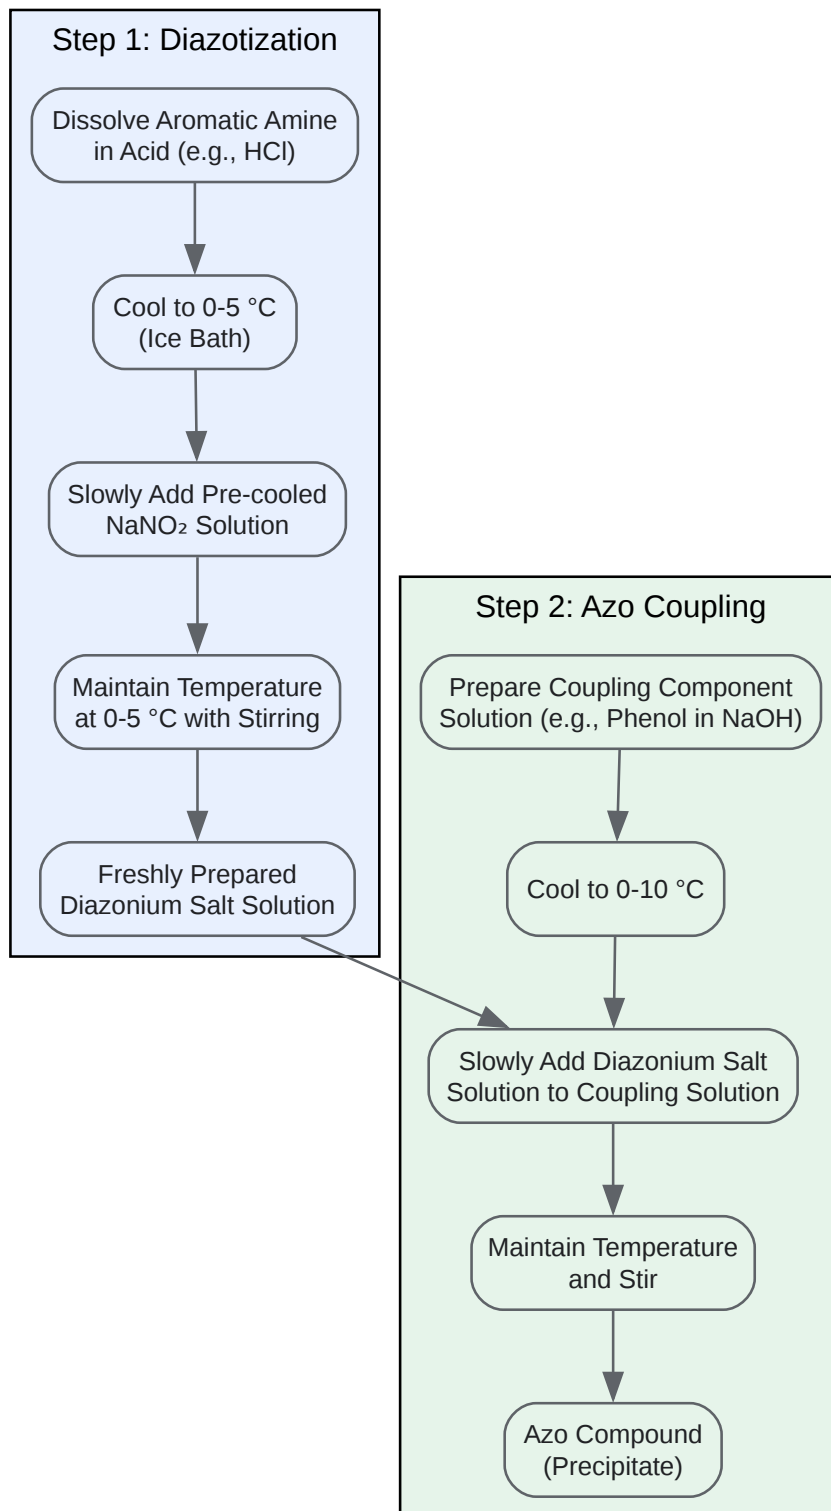 Step 1: Diazotization
Dissolve Aromatic Amine
in Acid (e.g., HCl)
Cool to 0-5 °C
(Ice Bath)
Slowly Add Pre-cooled
NaNO₂ Solution
Maintain Temperature
at 0-5 °C with Stirring
Freshly Prepared
Diazonium Salt Solution
Step 2: Azo Coupling
Prepare Coupling Component
Solution (e.g., Phenol in NaOH)
Cool to 0-10 °C
Slowly Add Diazonium Salt
Solution to Coupling Solution
Maintain Temperature
and Stir
Azo Compound
(Precipitate)